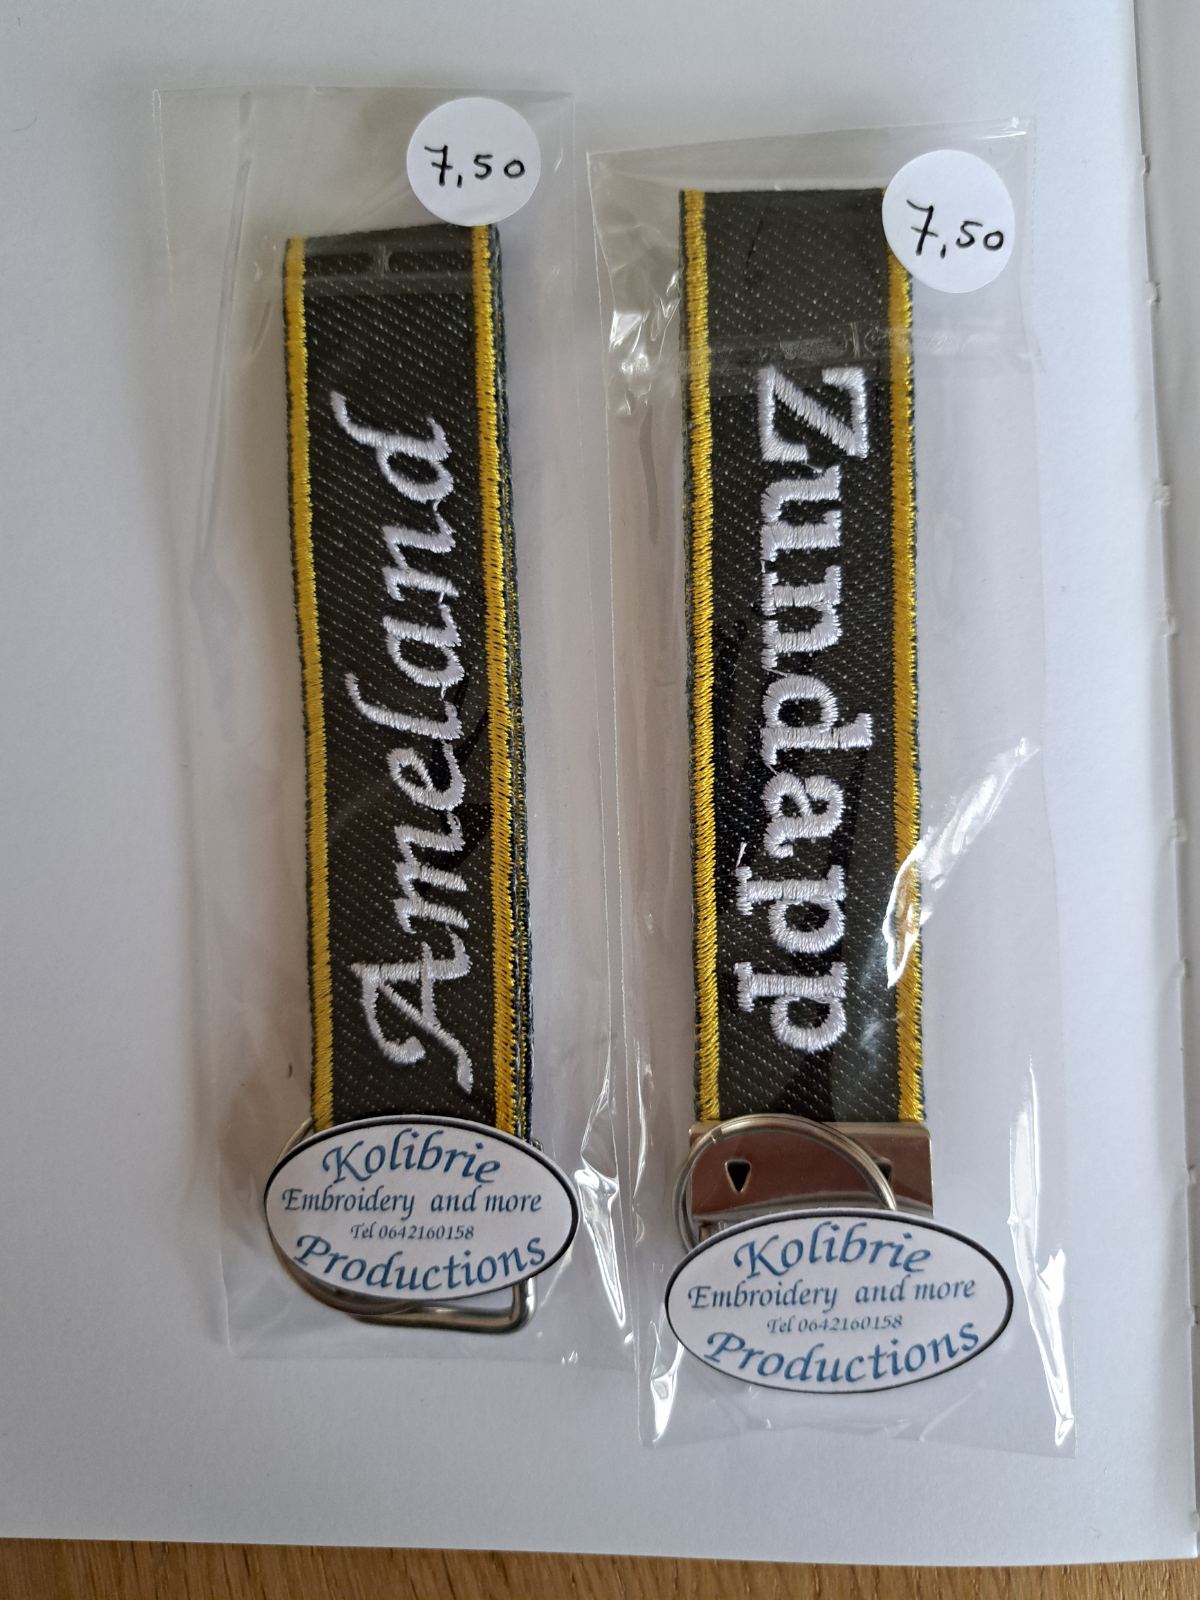 7,50
Ameland
Kolibrie
Embroidery and more
Tel 0642160158
Productions
7,50
Zundapp
Kolibrie
Embroidery and more
Tel 0642160158
Productions